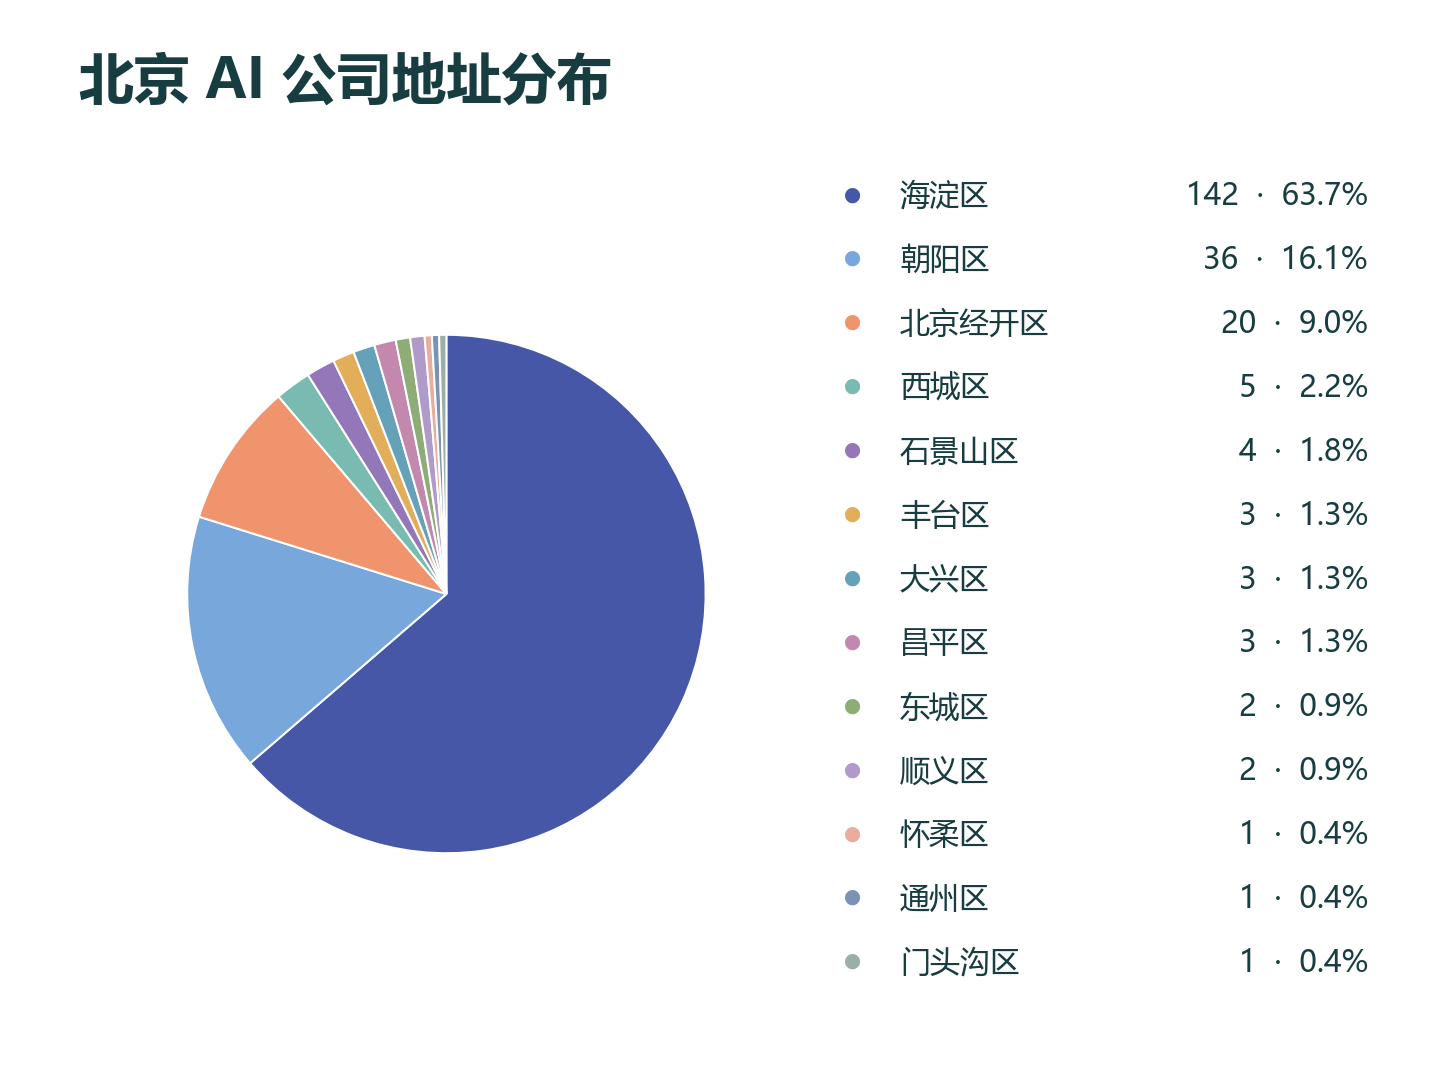 北京 AI 公司地址分布
海淀区 142 · 63.7%
朝阳区 36 · 16.1%
北京经开区 20 · 9.0%
西城区 5 · 2.2%
石景山区 4 · 1.8%
丰台区 3 · 1.3%
大兴区 3 · 1.3%
昌平区 3 · 1.3%
东城区 2 · 0.9%
顺义区 2 · 0.9%
怀柔区 1 · 0.4%
通州区 1 · 0.4%
门头沟区 1 · 0.4%